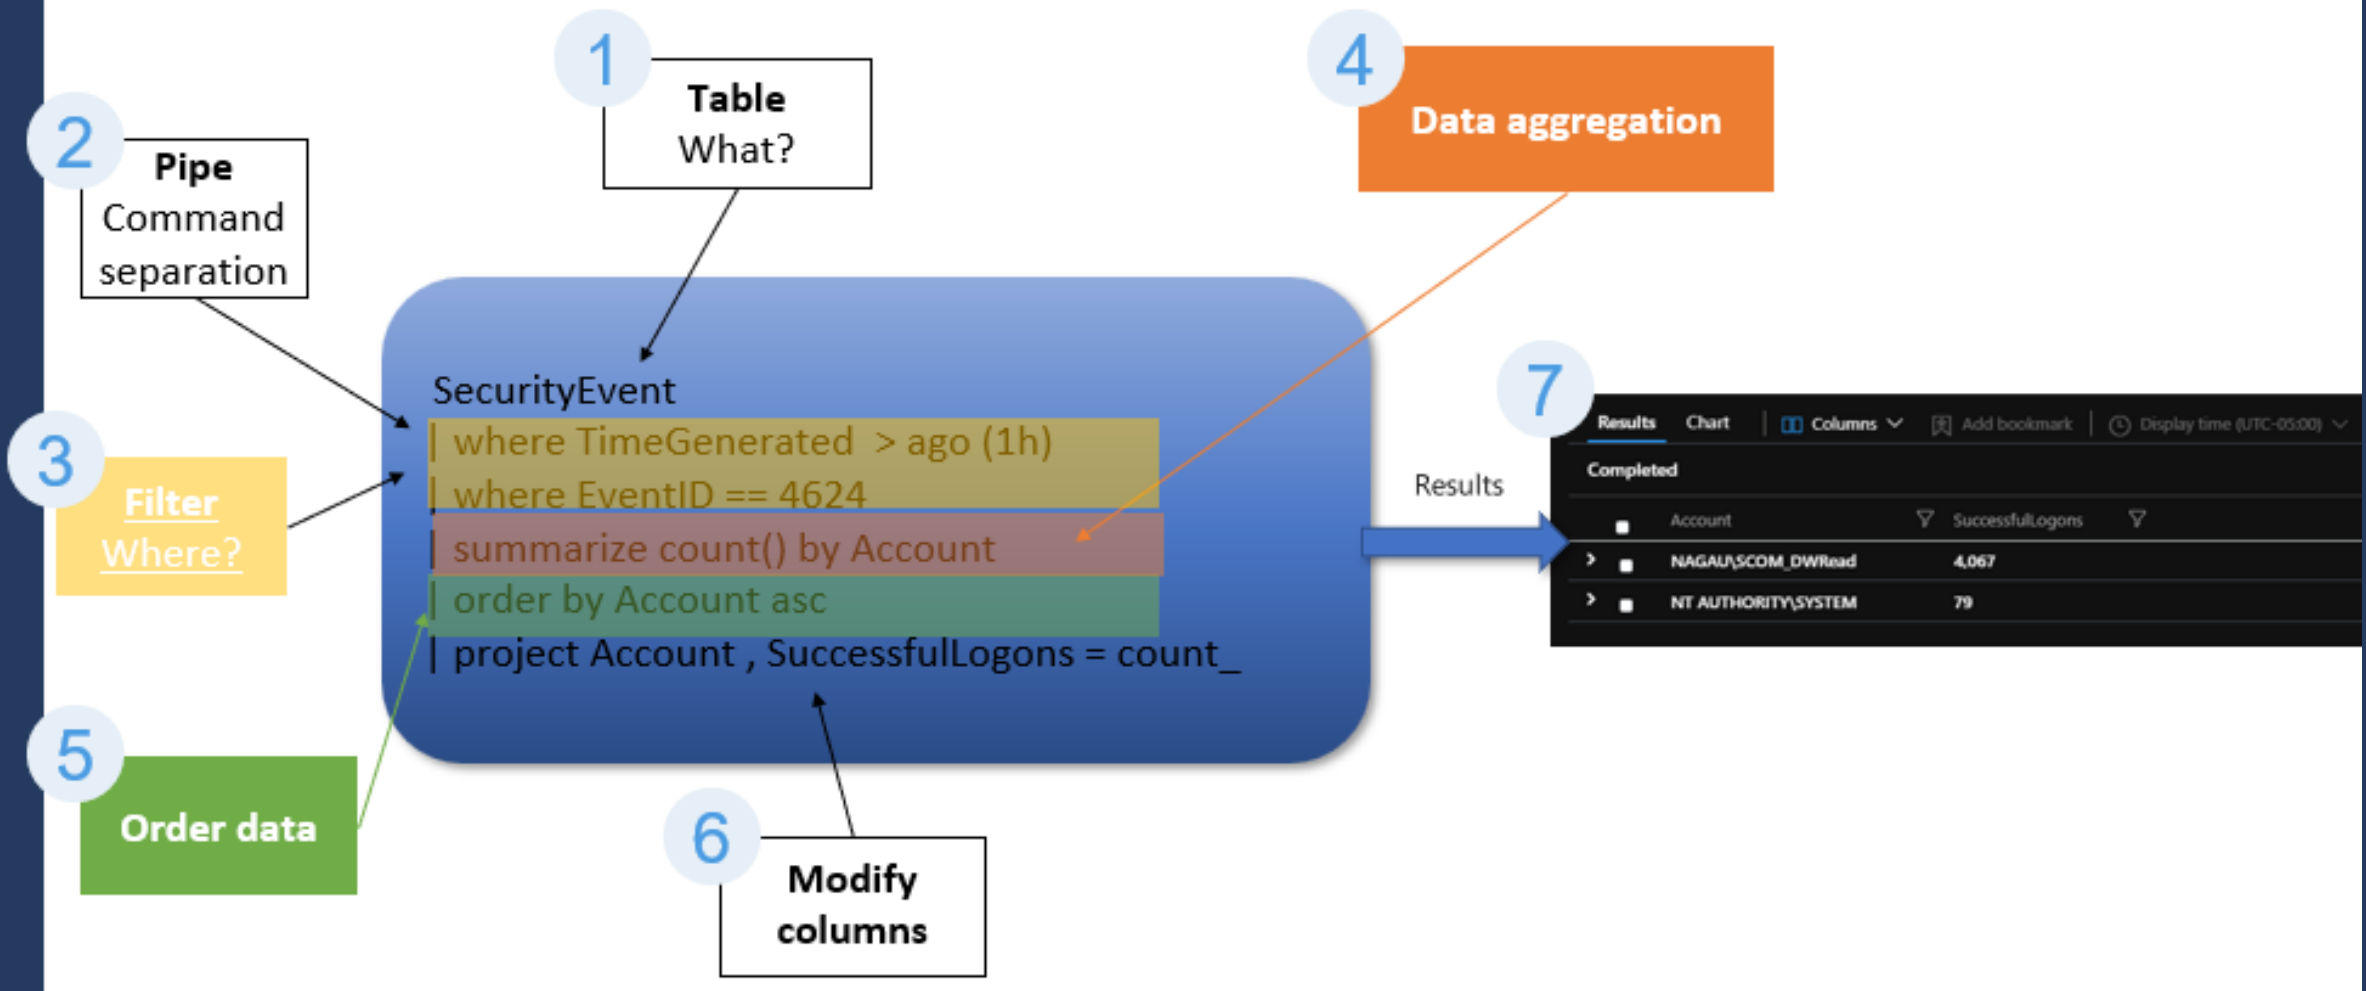 1
Table
What?
2
Pipe
Command
separation
3
Filter
Where?
4
Data aggregation
SecurityEvent
| where TimeGenerated > ago (1h)
| where EventID == 4624
| summarize count() by Account
| order by Account asc
| project Account , SuccessfulLogons = count_
5
Order data
6
Modify
columns
Results
7
Results Chart | Columns Add bookmark | Display time (UTC-05:00)
Completed
Account SuccessfulLogons
NAGAU\SCOM_DWRead 4,067
NT AUTHORITY\SYSTEM 79